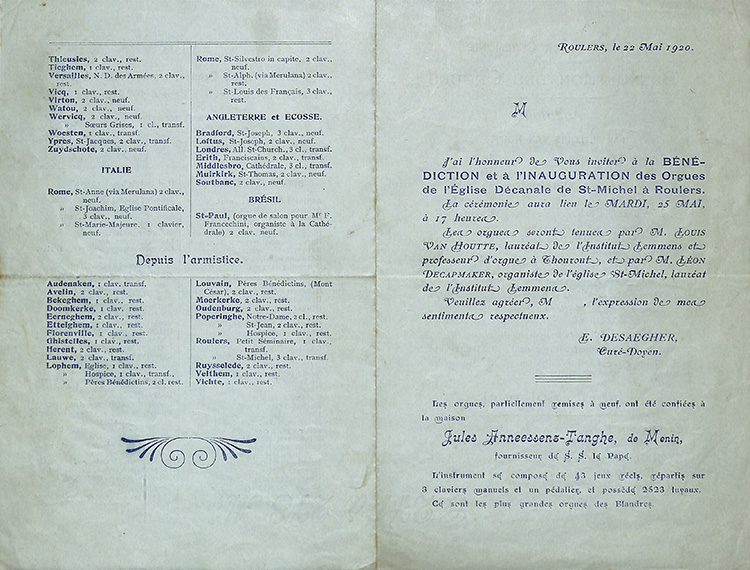 Thieusies, 2 clav., rest.
Tieghem, 1 clav., rest.
Versailles, N. D. des Armées, 2 clav.,
rest.
Vicq, 1 clav., rest.
Virton, 2 clav., neuf.
Watou, 2 clav., neuf.
Wervicq, 2 clav., neuf.
» Sœurs Grises, 1 cl., transf.
Woesten, 1 clav., transf.
Ypres, St-Jacques, 2 clav., transf.
Zuydschote, 2 clav., neuf.
ITALIE
Rome, St-Anne (via Merulana) 2 clav.,
neuf.
» St-Joachim, Eglise Pontificale,
3 clav., neuf.
» St-Marie-Majeure, 1 clavier,
neuf.
Rome, St-Silvestro in capite, 2 clav.,
neuf.
» St-Alph. (via Merulana) 2 clav.,
rest.
» St-Louis des Français, 3 clav.,
rest.
ANGLETERRE et ECOSSE.
Bradford, St-Joseph, 3 clav., neuf.
Loftus, St-Joseph, 2 clav., neuf.
Londres, All. St-Church., 3 cl., transf.
Erith, Franciscains, 2 clav., transf.
Middlesbro, Cathédrale, 3 cl., transf.
Muirkirk, St-Thomas, 2 clav., neuf.
Soutbanc, 2 clav., neuf.
BRÉSIL
St-Paul, (orgue de salon pour Mr F.
Francechini, organiste à la Cathé-
drale) 2 clav., neuf.
Depuis l'armistice.
Audenaken, 1 clav. transf.
Avelin, 2 clav., rest.
Bekeghem, 1 clav., rest.
Doomkerke, 1 clav., rest.
Eerneghem, 2 clav., rest.
Ettelghem, 1 clav., rest.
Florenville, 1 clav., rest.
Ghistelles, 1 clav., rest.
Herent, 2 clav., rest.
Lauwe, 2 clav., transf.
Lophem, Eglise, 1 clav., rest.
» Hospice, 1 clav., transf.,
» Pères Bénédictins, 2 cl. rest.
Louvain, Pères Bénédictins, (Mont
César), 2 clav., rest.
Moerkerke, 2 clav., rest.
Oudenburg, 2 clav., rest.
Poperinghe, Notre-Dame, 2 cl., rest.
» St-Jean, 2 clav., rest.
» Hospice, 1 clav., rest.
Roulers, Petit Séminaire, 1 clav.,
transf.
» St-Michel, 3 clav., transf.
Ruysselede, 2 clav., rest.
Velthem, 1 clav., rest.
Vichte, 1 clav., rest.
ROULERS, le 22 Mai 1920.
M
J'ai l'honneur de Vous inviter à la BÉNÉ-
DICTION et à l'INAUGURATION des Orgues
de l'Église Décanale de St-Michel à Roulers.
La cérémonie aura lieu le MARDI, 25 MAI,
à 17 heures.
Les orgues seront tenues par M. LOUIS
VAN HOUTTE, lauréat de l'Institut Lemmens et
professeur d'orgue à Thourout, et par M. LÉON
DECAPMAKER, organiste de l'église St-Michel, lauréat
de l'Institut Lemmens.
Veuillez agréer, M , l'expression de mes
sentiments respectueux.
E. DESAEGHER,
Curé-Doyen.
Les orgues, partiellement remises à neuf, ont été confiées à
la maison
Jules Anneessens-Tanghe, de Menin,
fournisseur de S. S. le Pape.
L'instrument se compose de 43 jeux réels, répartis sur
3 claviers manuels et un pédalier, et possède 2523 tuyaux.
Ce sont les plus grandes orgues des Flandres.